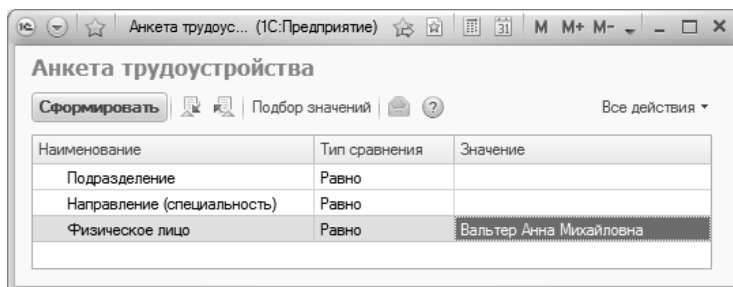 Анкета трудоус... (1С:Предприятие) 31 M M+ M-
Анкета трудоустройства
Сформировать Подбор значений ? Все действия
Наименование Тип сравнения Значение
Подразделение Равно
Направление (специальность) Равно
Физическое лицо Равно Вальтер Анна Михайловна